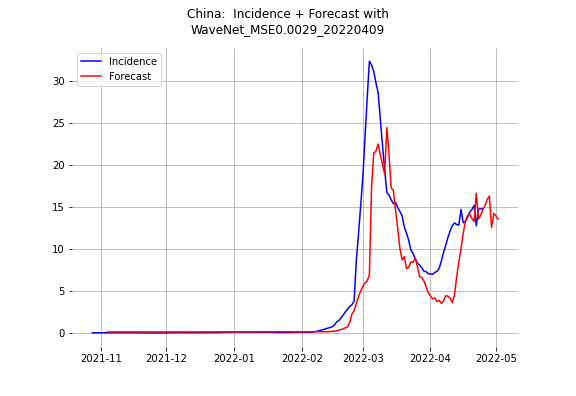 China:  Incidence + Forecast with
WaveNet_MSE0.0029_20220409
Incidence
Forecast
30
25
20
15
10
5
0
2021-11 2021-12 2022-01 2022-02 2022-03 2022-04 2022-05